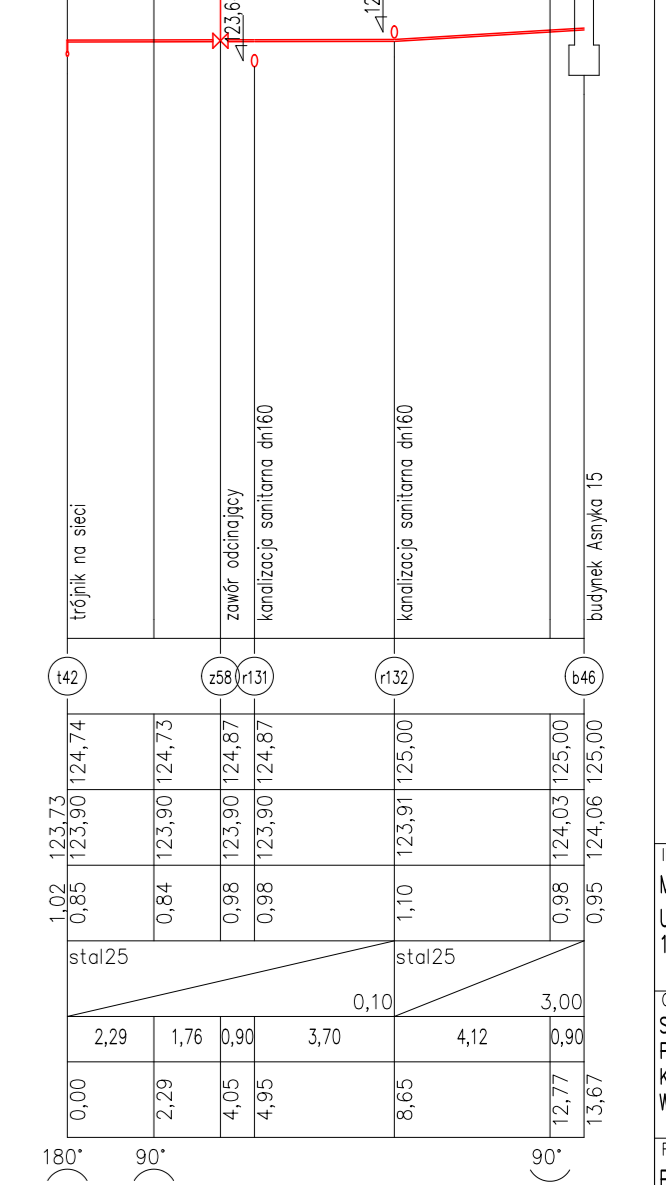 trójnik na sieci
zawór odcinający
kanalizacja sanitarna dn160
kanalizacja sanitarna dn160
budynek Asnyka 15
t42 z58 r131 r132 b46
124,74 124,73 124,87 124,87 125,00 125,00 125,00
123,73 123,90 123,90 123,90 123,90 123,91 124,03 124,06
1,02 0,85 0,84 0,98 0,98 1,10 0,98 0,95
stal25 stal25
0,10 3,00
2,29 1,76 0,90 3,70 4,12 0,90
0,00 2,29 4,05 4,95 8,65 12,77 13,67
180° 90° 90°